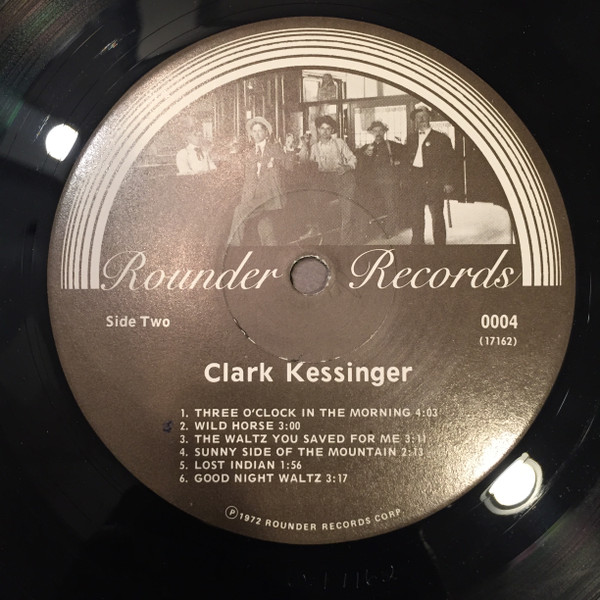 Rounder Records
Side Two
0004
(17162)
Clark Kessinger
1. THREE O'CLOCK IN THE MORNING 4:03
2. WILD HORSE 3:00
3. THE WALTZ YOU SAVED FOR ME 3:11
4. SUNNY SIDE OF THE MOUNTAIN 2:13
5. LOST INDIAN 1:56
6. GOOD NIGHT WALTZ 3:17
Ⓟ1972 ROUNDER RECORDS CORP.